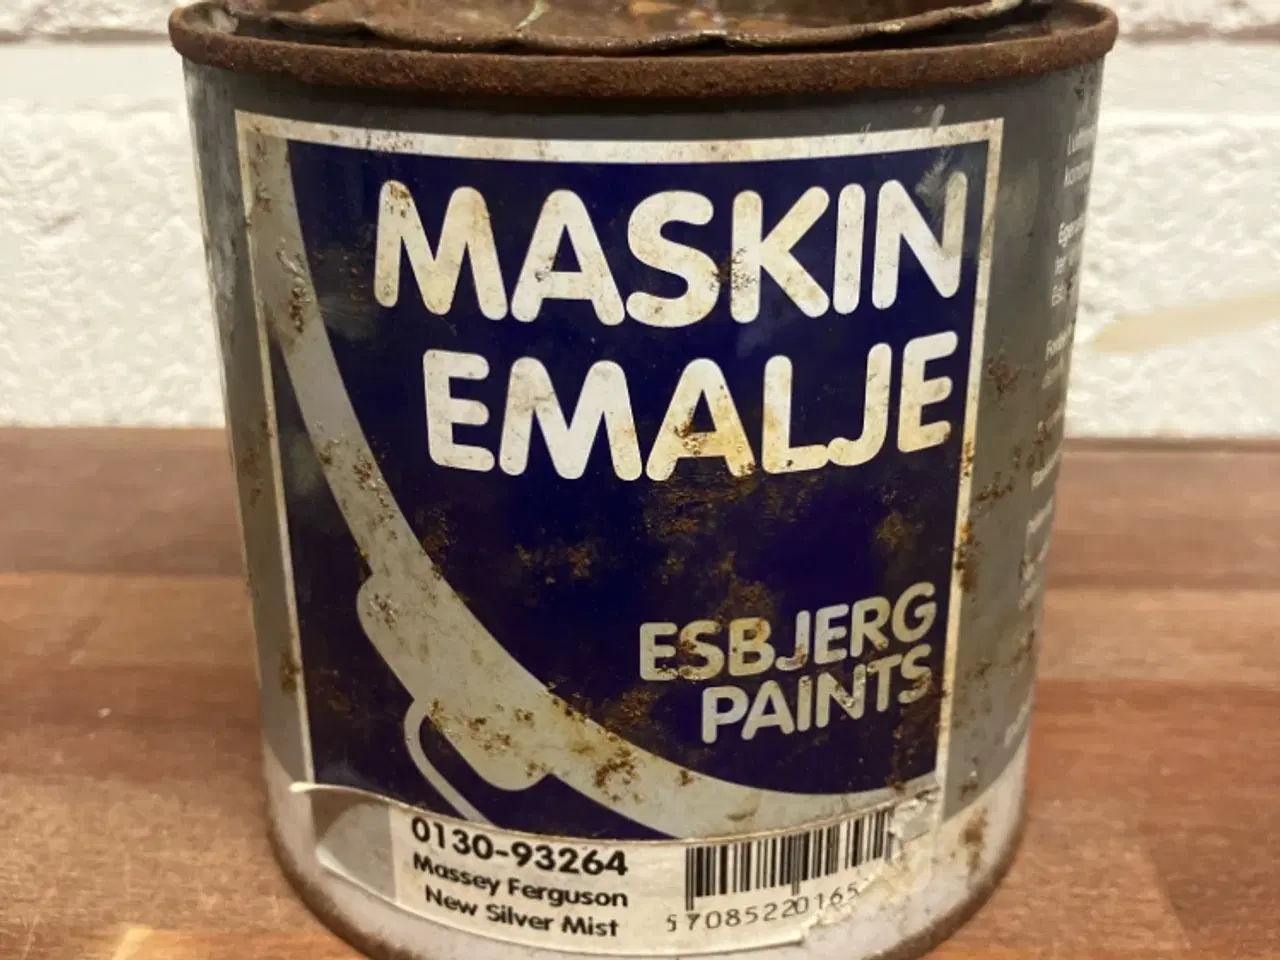 MASKIN
EMALJE
ESBJERG
PAINTS
0130-93264
Massey Ferguson
New Silver Mist